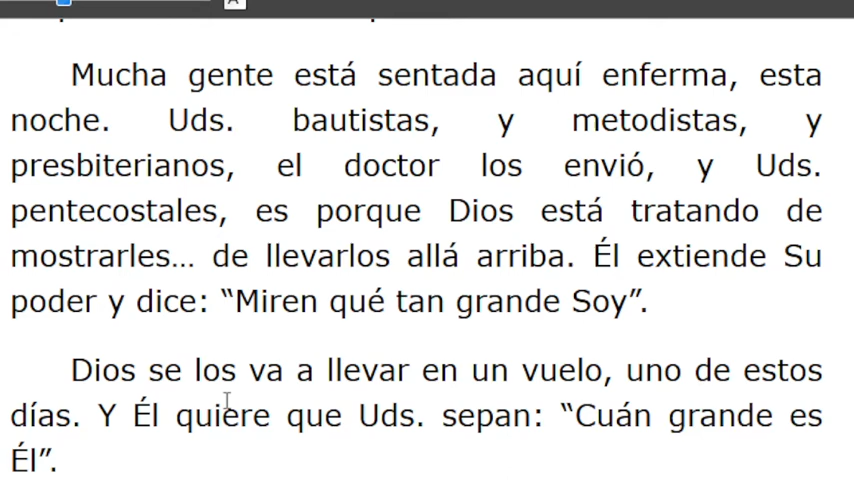 Mucha gente está sentada aquí enferma, esta
noche. Uds. bautistas, y metodistas, y
presbiterianos, el doctor los envió, y Uds.
pentecostales, es porque Dios está tratando de
mostrarles… de llevarlos allá arriba. Él extiende Su
poder y dice: “Miren qué tan grande Soy”.
Dios se los va a llevar en un vuelo, uno de estos
días. Y Él quiere que Uds. sepan: “Cuán grande es
Él”.